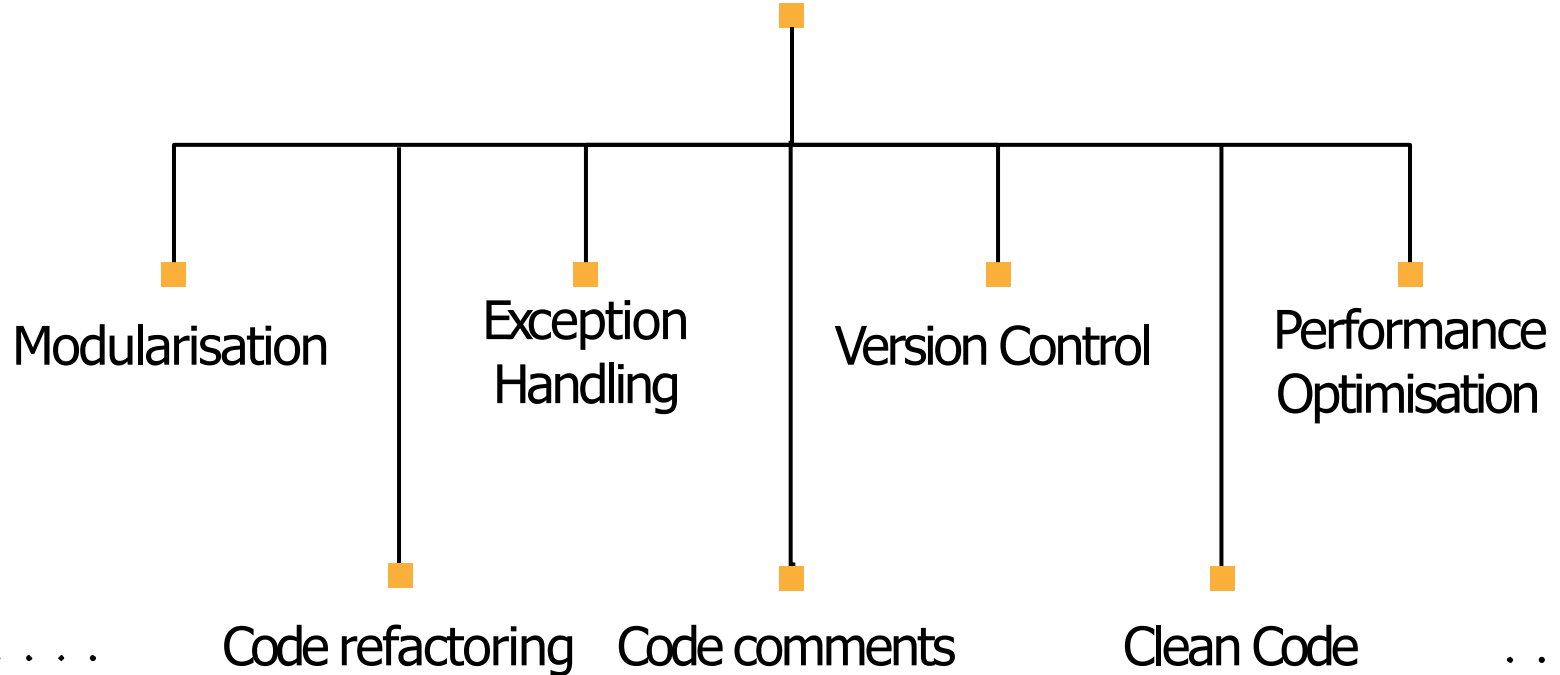 Modularisation
Exception
Handling
Version Control
Performance
Optimisation
Code refactoring
Code comments
Clean Code